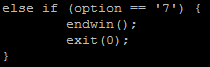 else if (option == '7') {
endwin();
exit(0);
}